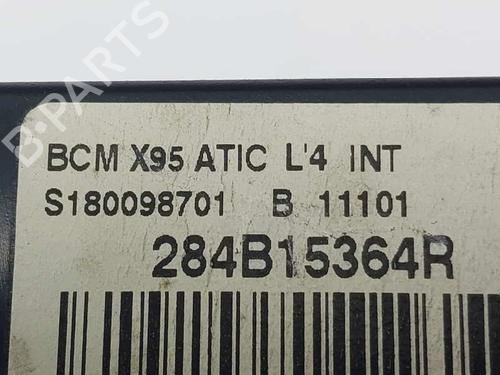 BCM X95 ATIC L'4 INT
S180098701 B 11101
284B15364R
B-PARTS